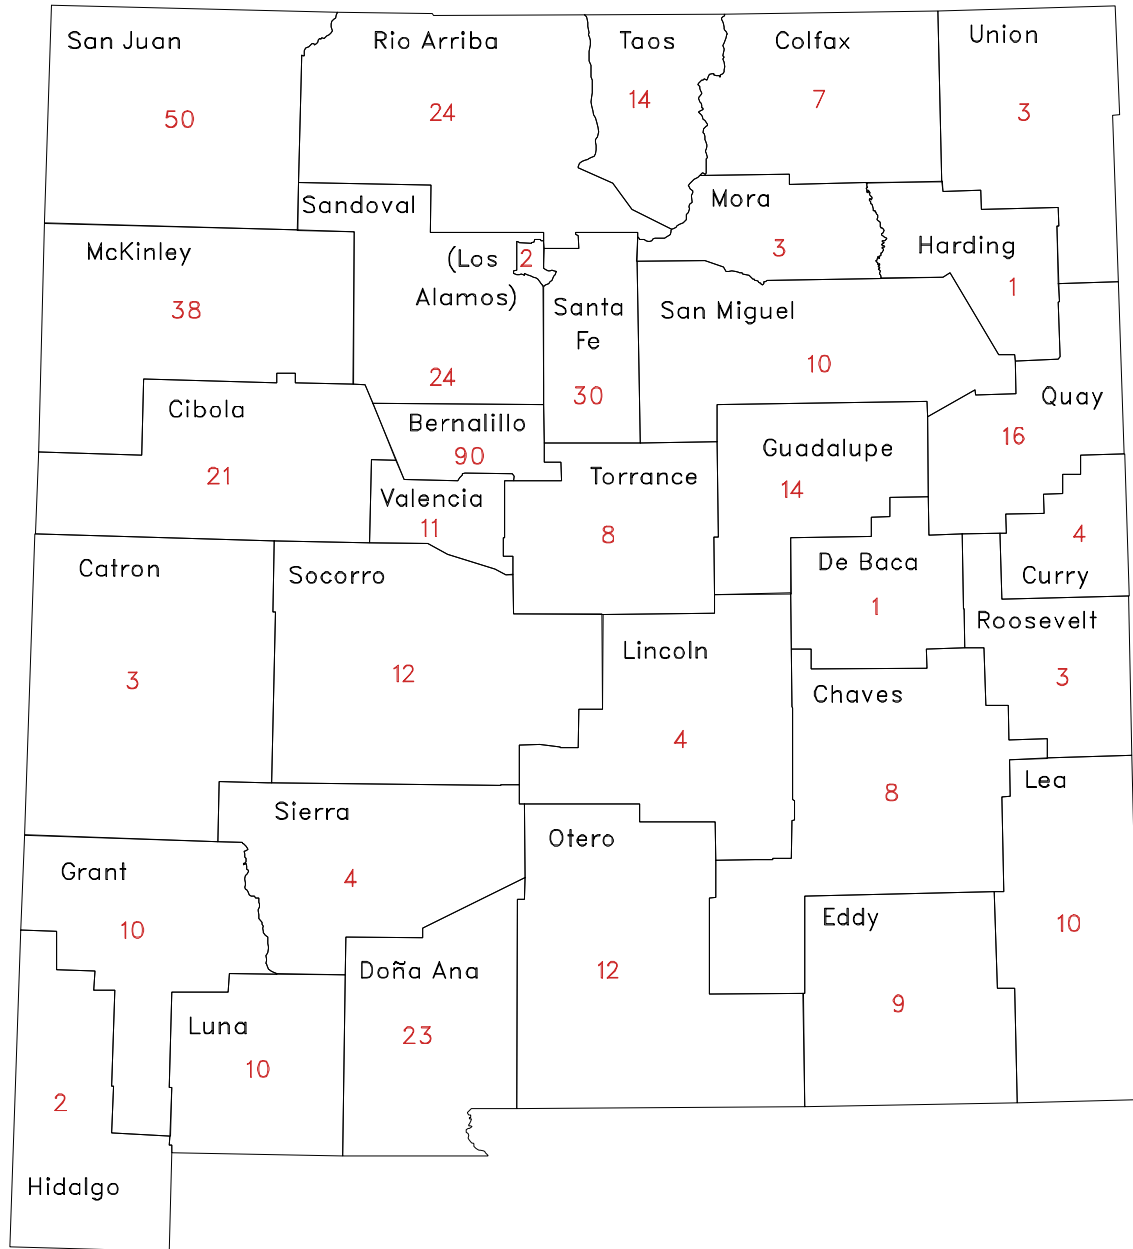 San Juan
50
Rio Arriba
24
Taos
14
Colfax
7
Union
3
Sandoval
24
McKinley
38
(Los
Alamos)
2
Santa
Fe
30
Mora
3
Harding
1
San Miguel
10
Quay
16
Cibola
21
Bernalillo
90
Valencia
11
Torrance
8
Guadalupe
14
4
Curry
De Baca
1
Roosevelt
3
Catron
3
Socorro
12
Lincoln
4
Chaves
8
Lea
10
Sierra
4
Otero
12
Grant
10
Eddy
9
Doña Ana
23
Luna
10
2
Hidalgo